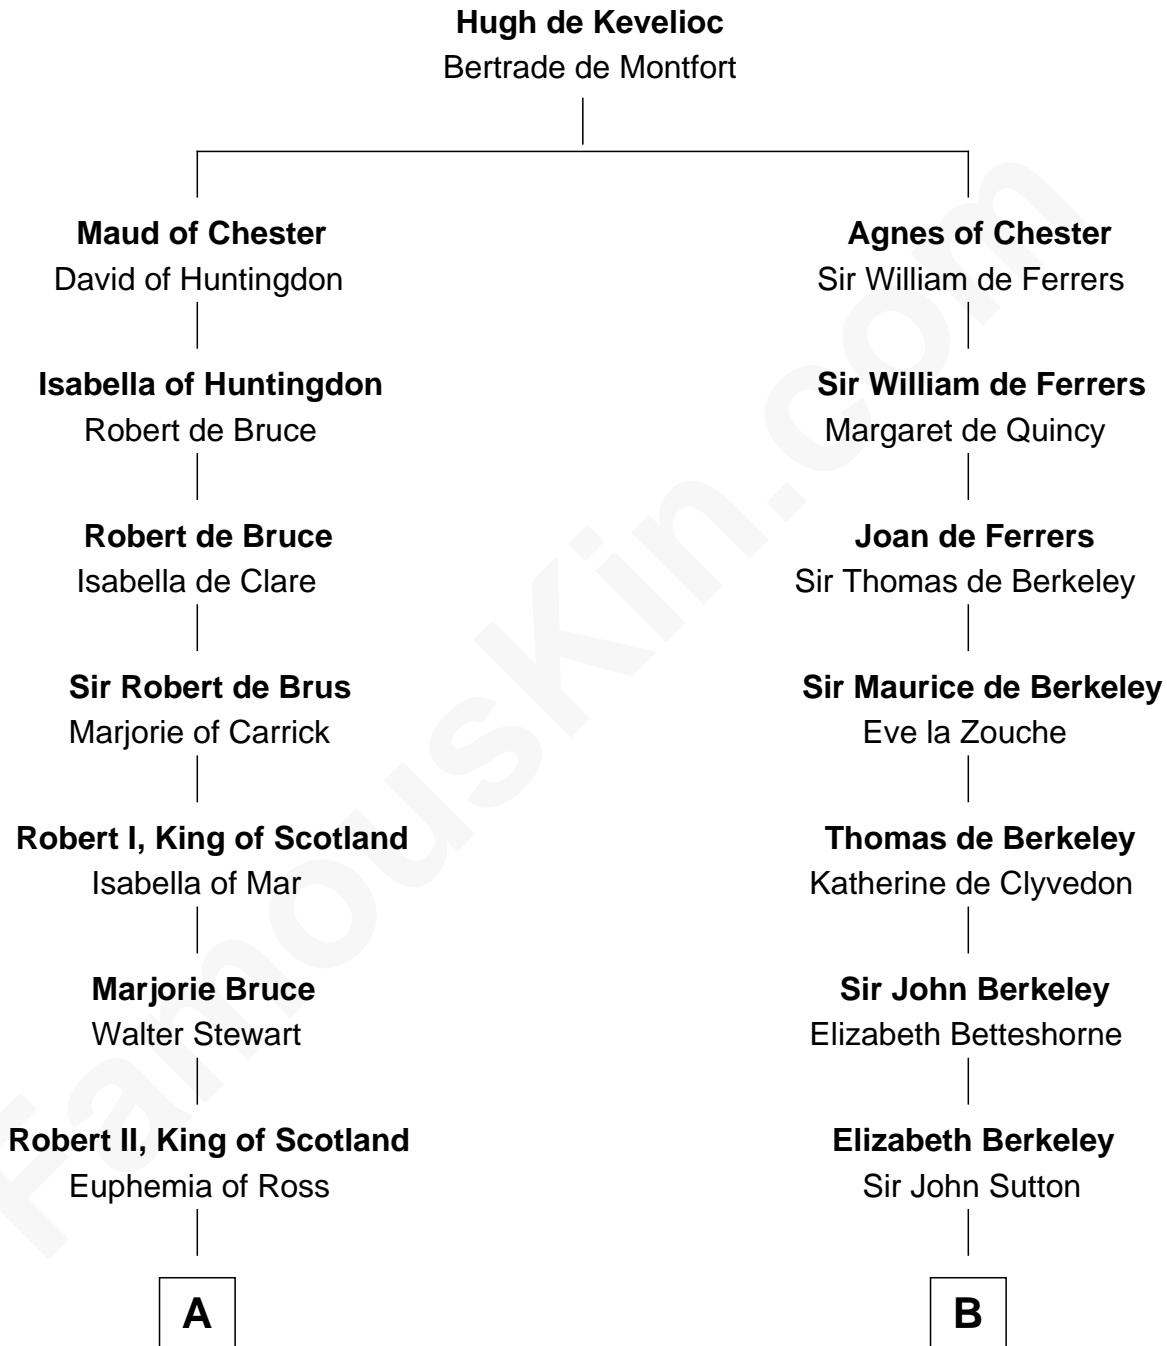 Hugh de Kevelioc
Bertrade de Montfort
Maud of Chester
David of Huntingdon
Agnes of Chester
Sir William de Ferrers
Isabella of Huntingdon
Robert de Bruce
Sir William de Ferrers
Margaret de Quincy
Robert de Bruce
Isabella de Clare
Joan de Ferrers
Sir Thomas de Berkeley
Sir Robert de Brus
Marjorie of Carrick
Sir Maurice de Berkeley
Eve la Zouche
Robert I, King of Scotland
Isabella of Mar
Thomas de Berkeley
Katherine de Clyvedon
Marjorie Bruce
Walter Stewart
Sir John Berkeley
Elizabeth Betteshorne
Robert II, King of Scotland
Euphemia of Ross
Elizabeth Berkeley
Sir John Sutton
A
B
FamousKin.com